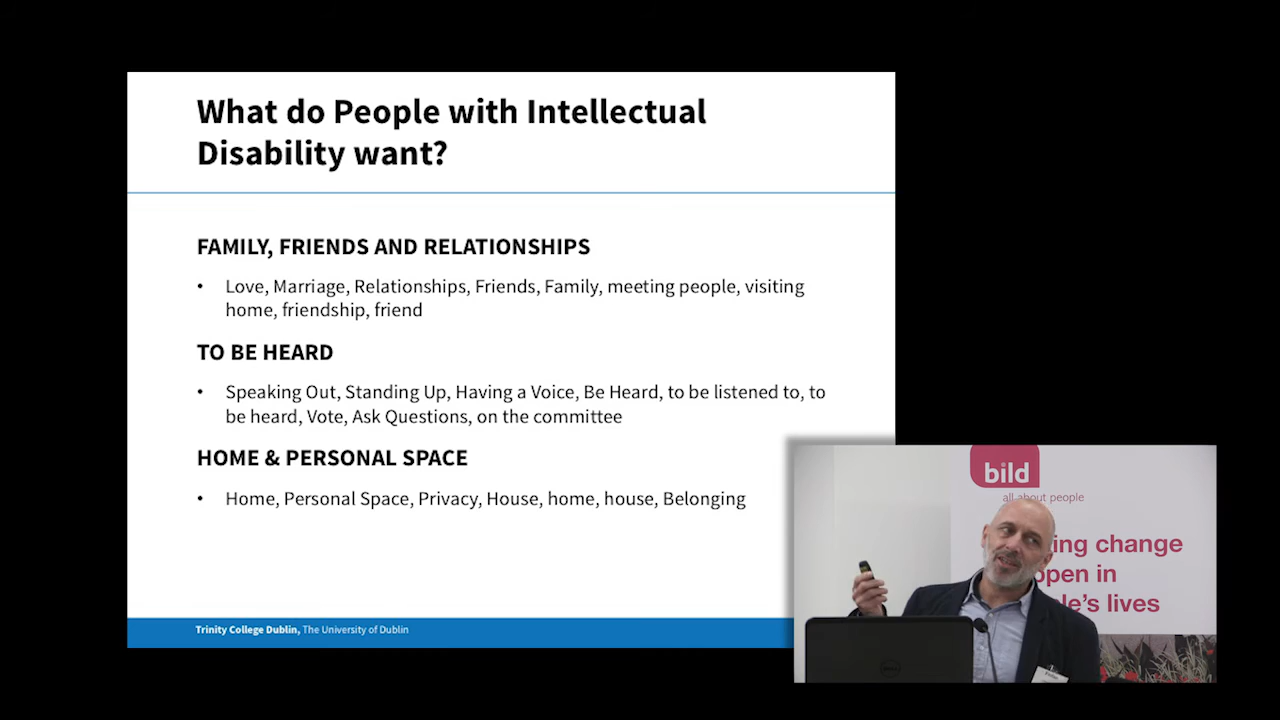 What do People with Intellectual
Disability want?
FAMILY, FRIENDS AND RELATIONSHIPS
• Love, Marriage, Relationships, Friends, Family, meeting people, visiting
home, friendship, friend
TO BE HEARD
• Speaking Out, Standing Up, Having a Voice, Be Heard, to be listened to, to
be heard, Vote, Ask Questions, on the committee
HOME & PERSONAL SPACE
• Home, Personal Space, Privacy, House, home, house, Belonging
Trinity College Dublin, The University of Dublin
bild
all about people
change
in
lives